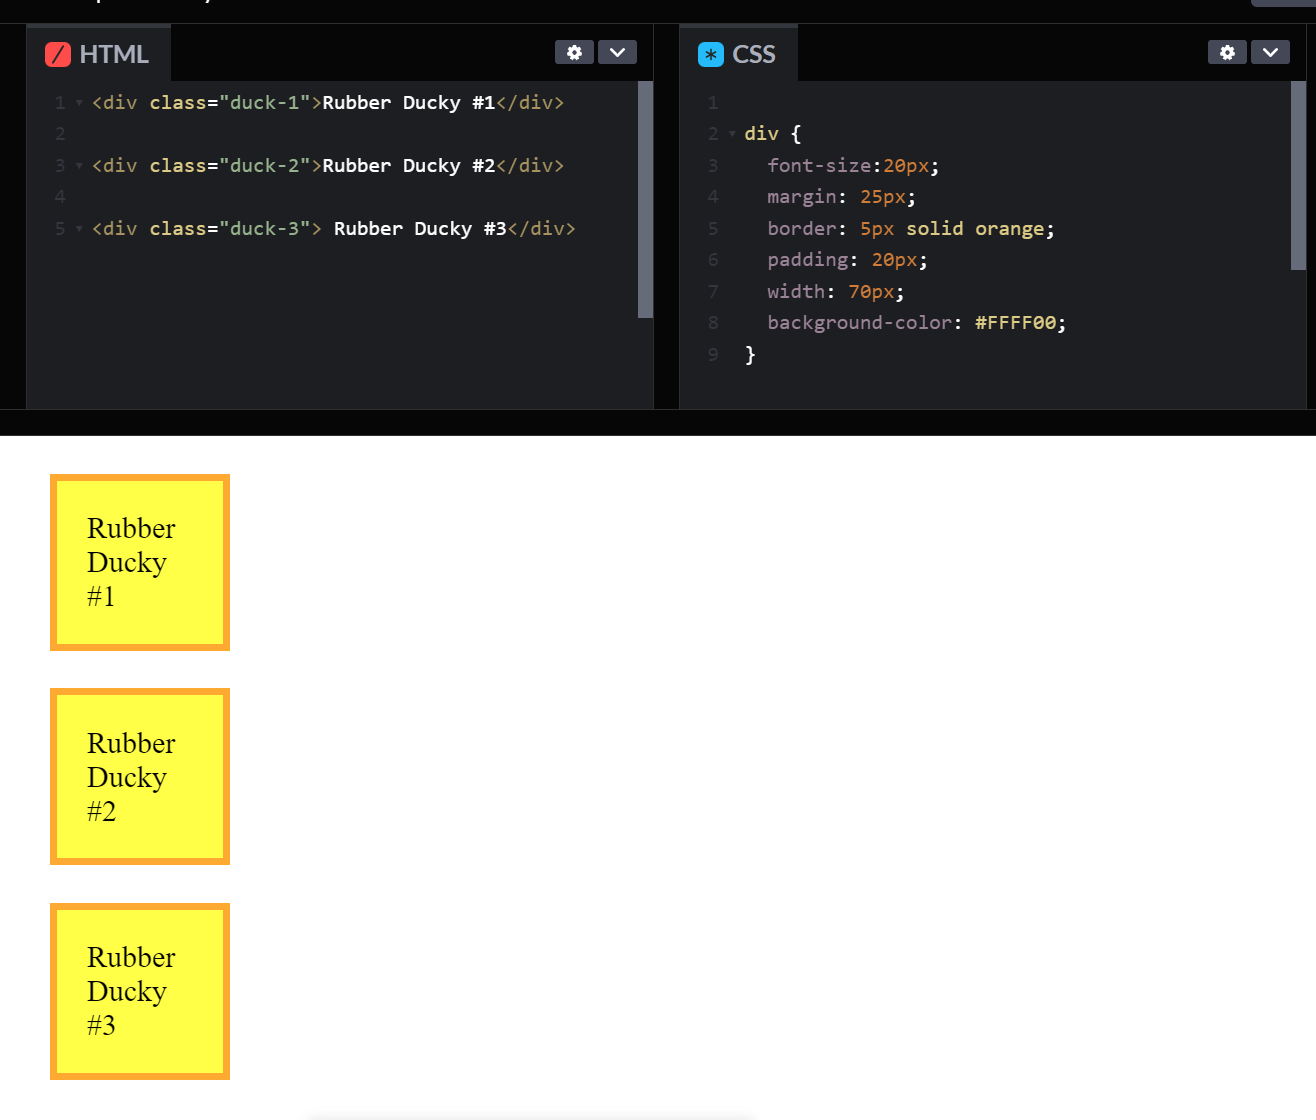 HTML
1 <div class="duck-1">Rubber Ducky #1</div>
2
3 <div class="duck-2">Rubber Ducky #2</div>
4
5 <div class="duck-3"> Rubber Ducky #3</div>
* CSS
1
2 div {
3 font-size:20px;
4 margin: 25px;
5 border: 5px solid orange;
6 padding: 20px;
7 width: 70px;
8 background-color: #FFFF00;
9 }
Rubber
Ducky
#1
Rubber
Ducky
#2
Rubber
Ducky
#3